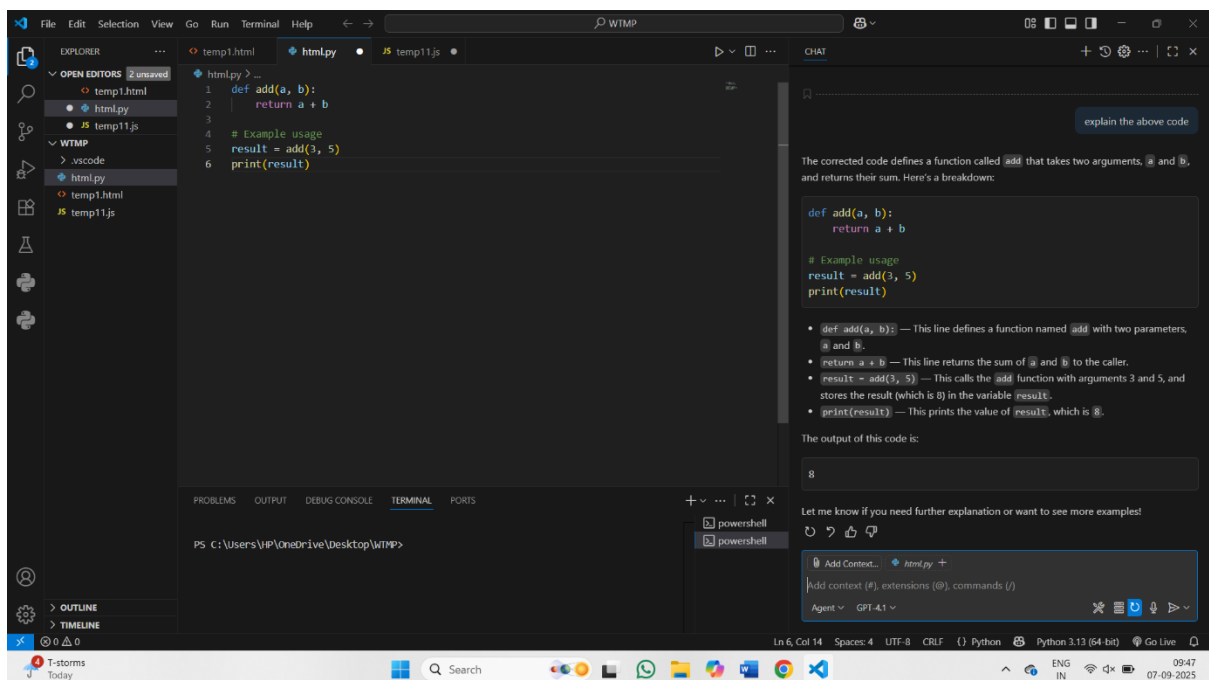 File Edit Selection View Go Run Terminal Help ← → WTMP
EXPLORER ...
OPEN EDITORS 2 unsaved
temp1.html
html.py
JS temp11.js
WTMP
> .vscode
html.py
temp1.html
JS temp11.js
> OUTLINE
> TIMELINE
temp1.html html.py JS temp11.js
html.py > ...
1 def add(a, b):
2 return a + b
3
4 # Example usage
5 result = add(3, 5)
6 print(result)
PROBLEMS OUTPUT DEBUG CONSOLE TERMINAL PORTS
PS C:\Users\HP\OneDrive\Desktop\WTMP>
powershell
powershell
CHAT
explain the above code
The corrected code defines a function called add that takes two arguments, a and b,
and returns their sum. Here's a breakdown:
def add(a, b):
return a + b
# Example usage
result = add(3, 5)
print(result)
• def add(a, b): — This line defines a function named add with two parameters,
a and b.
• return a + b — This line returns the sum of a and b to the caller.
• result = add(3, 5) — This calls the add function with arguments 3 and 5, and
stores the result (which is 8) in the variable result.
• print(result) — This prints the value of result, which is 8.
The output of this code is:
8
Let me know if you need further explanation or want to see more examples!
Add Context... html.py +
Add context (#), extensions (@), commands (/)
Agent GPT-4.1
0 0 Ln 6, Col 14 Spaces: 4 UTF-8 CRLF {} Python Python 3.13 (64-bit) Go Live
T-storms
Today
Search
ENG
IN
09:47
07-09-2025